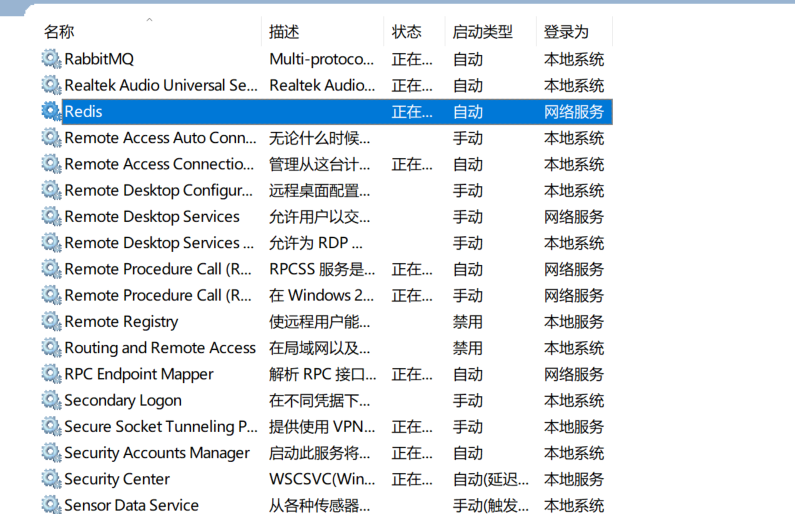 名称 描述 状态 启动类型 登录为
RabbitMQ Multi-protoco... 正在... 自动 本地系统
Realtek Audio Universal Se... Realtek Audio... 正在... 自动 本地系统
Redis 正在... 自动 网络服务
Remote Access Auto Conn... 无论什么时候... 手动 本地系统
Remote Access Connectio... 管理从这台计... 正在... 自动 本地系统
Remote Desktop Configur... 远程桌面配置... 手动 本地系统
Remote Desktop Services 允许用户以交... 手动 网络服务
Remote Desktop Services ... 允许为 RDP ... 手动 本地系统
Remote Procedure Call (R... RPCSS 服务是... 正在... 自动 网络服务
Remote Procedure Call (R... 在 Windows 2... 正在... 手动 网络服务
Remote Registry 使远程用户能... 禁用 本地服务
Routing and Remote Access 在局域网以及... 禁用 本地系统
RPC Endpoint Mapper 解析 RPC 接口... 正在... 自动 网络服务
Secondary Logon 在不同凭据下... 手动 本地系统
Secure Socket Tunneling P... 提供使用 VPN... 正在... 手动 本地服务
Security Accounts Manager 启动此服务将... 正在... 自动 本地系统
Security Center WSCSVC(Win... 正在... 自动(延迟... 本地服务
Sensor Data Service 从各种传感器... 手动(触发... 本地系统